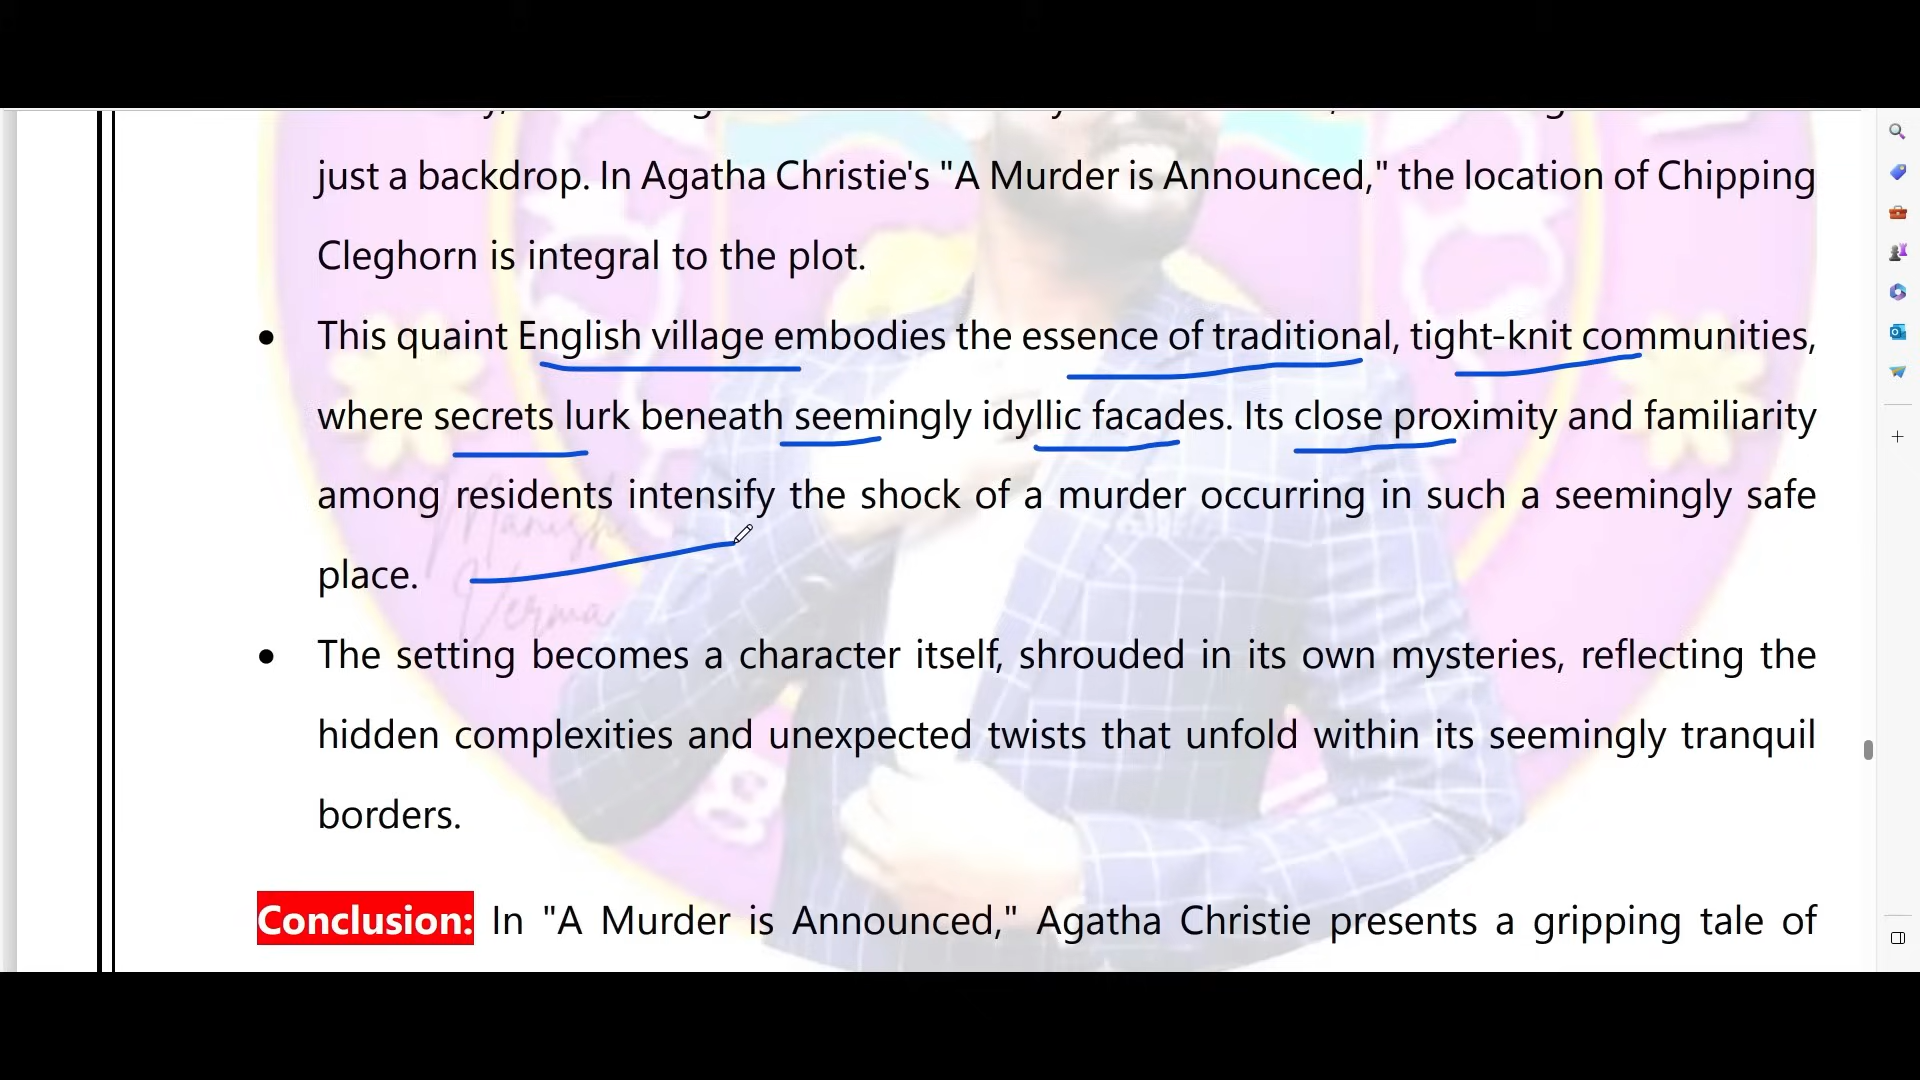 just a backdrop. In Agatha Christie's "A Murder is Announced," the location of Chipping
Cleghorn is integral to the plot.
• This quaint English village embodies the essence of traditional, tight-knit communities,
where secrets lurk beneath seemingly idyllic facades. Its close proximity and familiarity
among residents intensify the shock of a murder occurring in such a seemingly safe
place.
Manish
Verma
• The setting becomes a character itself, shrouded in its own mysteries, reflecting the
hidden complexities and unexpected twists that unfold within its seemingly tranquil
borders.
Conclusion: In "A Murder is Announced," Agatha Christie presents a gripping tale of